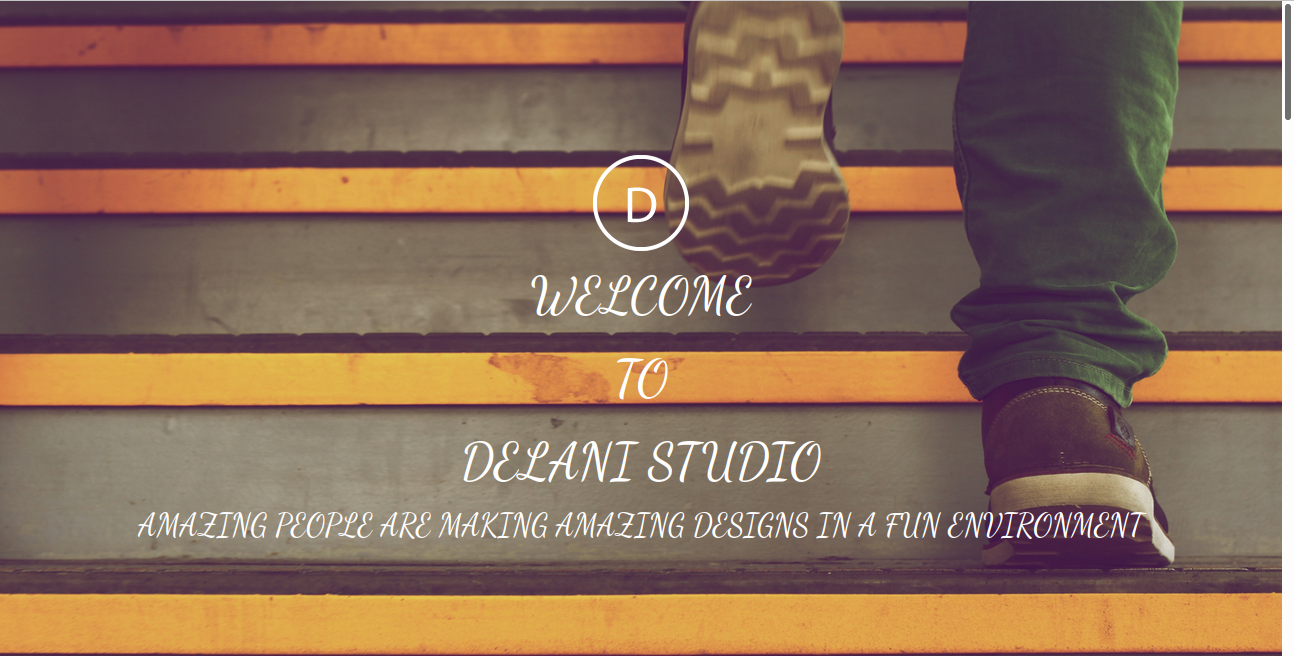 D
WELCOME
TO
DELANI STUDIO
AMAZING PEOPLE ARE MAKING AMAZING DESIGNS IN A FUN ENVIRONMENT